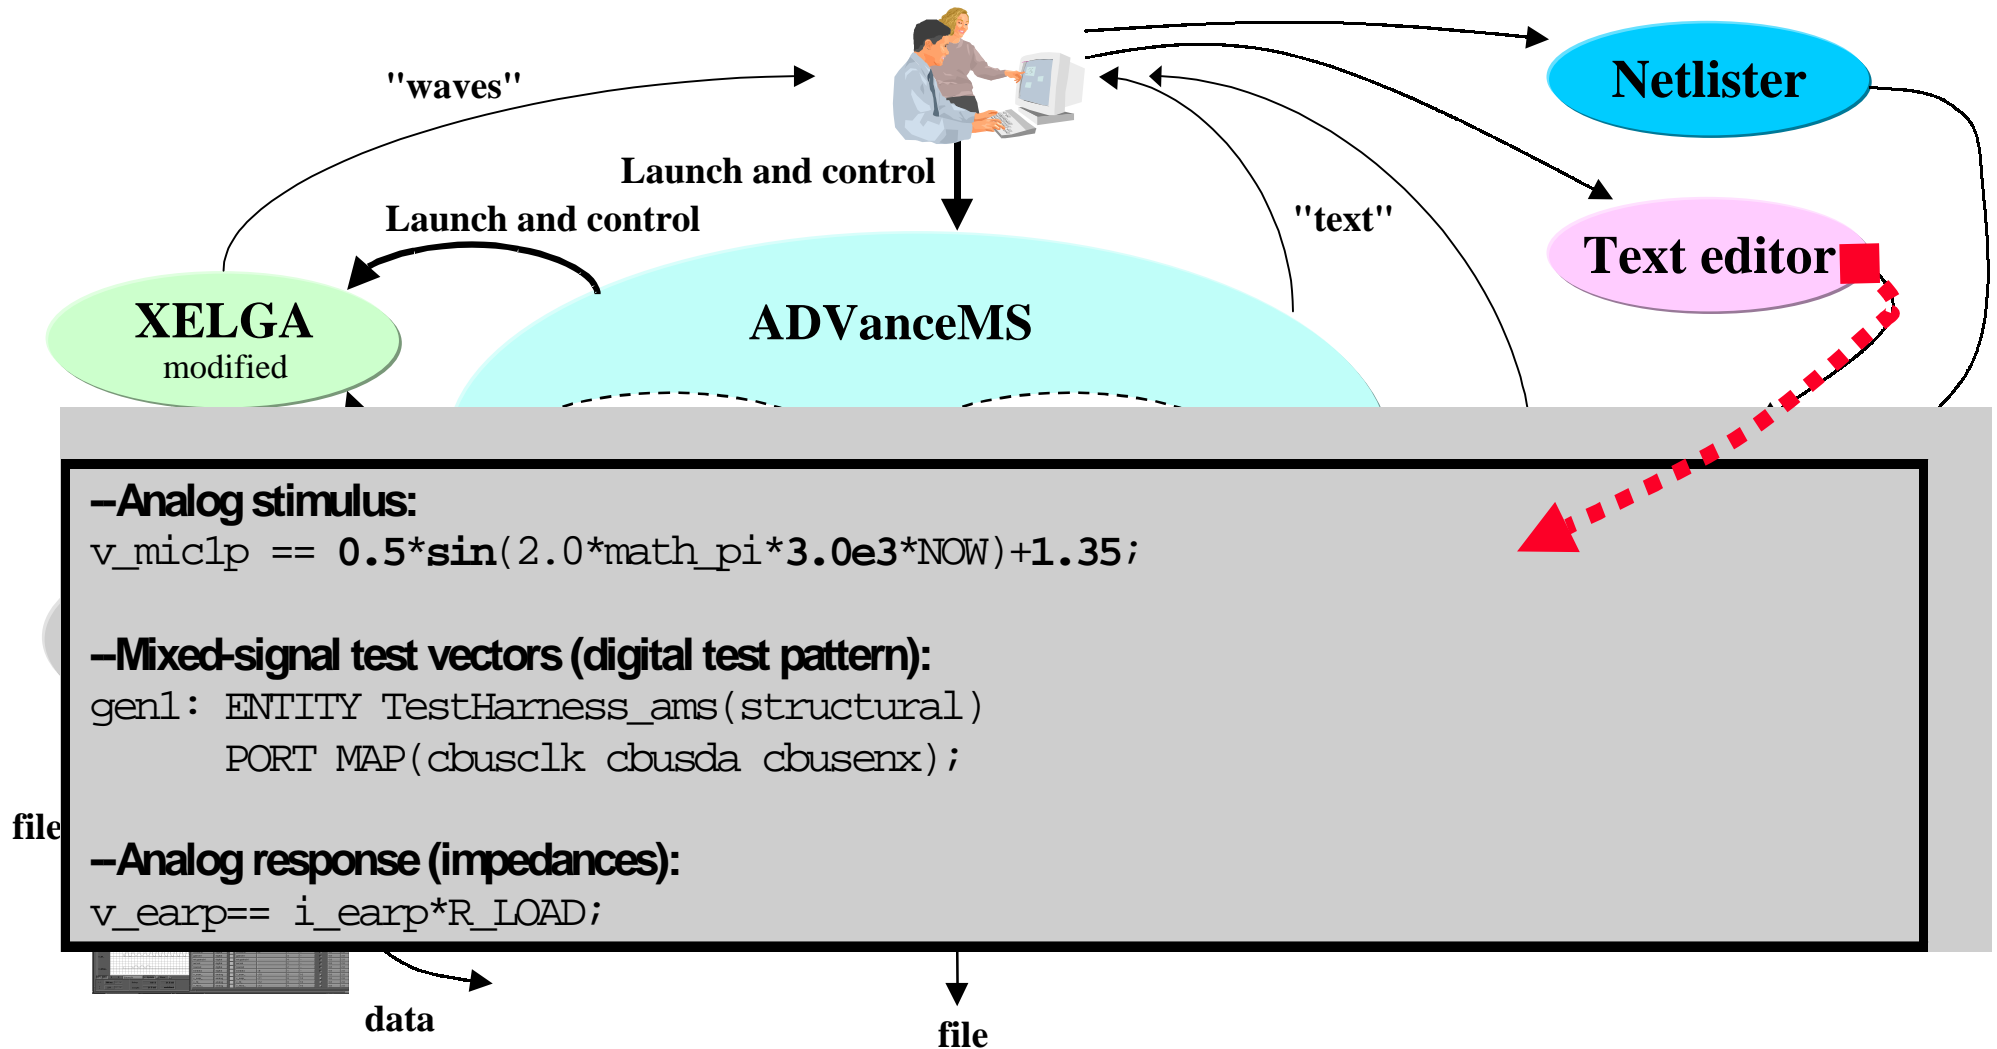 "waves"
Netlister
Launch and control
Launch and control
"text"
Text editor
XELGA
modified
ADVanceMS
--Analog stimulus:
v_mic1p == 0.5*sin(2.0*math_pi*3.0e3*NOW)+1.35;
--Mixed-signal test vectors (digital test pattern):
gen1: ENTITY TestHarness_ams(structural)
PORT MAP(cbusclk cbusda cbusenx);
file
--Analog response (impedances):
v_earp== i_earp*R_LOAD;
data
file